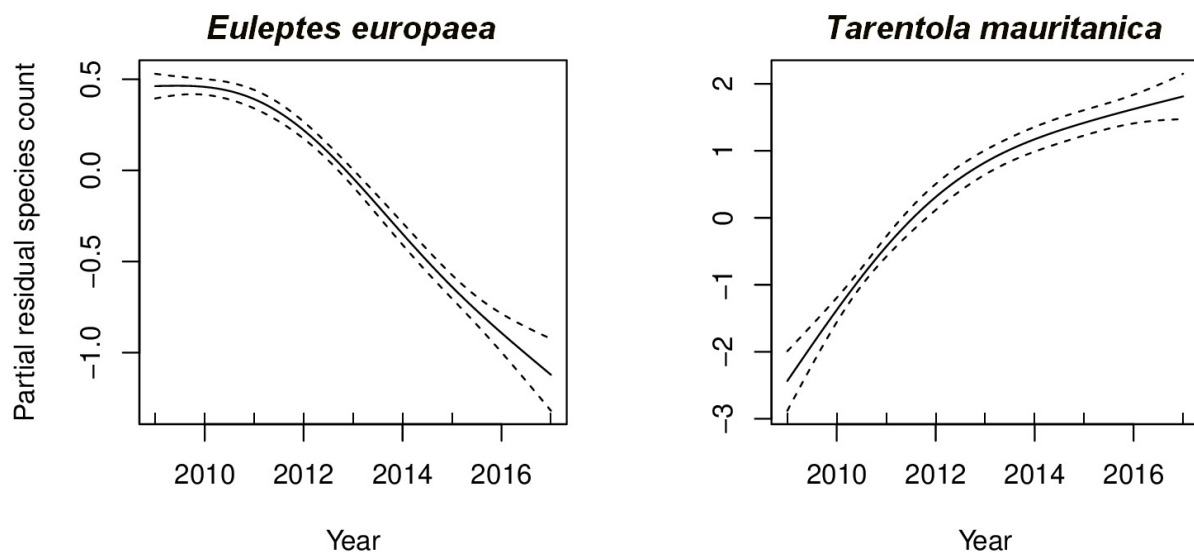 Euleptes europaea
Partial residual species count
0.5
0.0
−0.5
−1.0
2010 2012 2014 2016
Year
Tarentola mauritanica
2
1
0
−1
−2
−3
2010 2012 2014 2016
Year